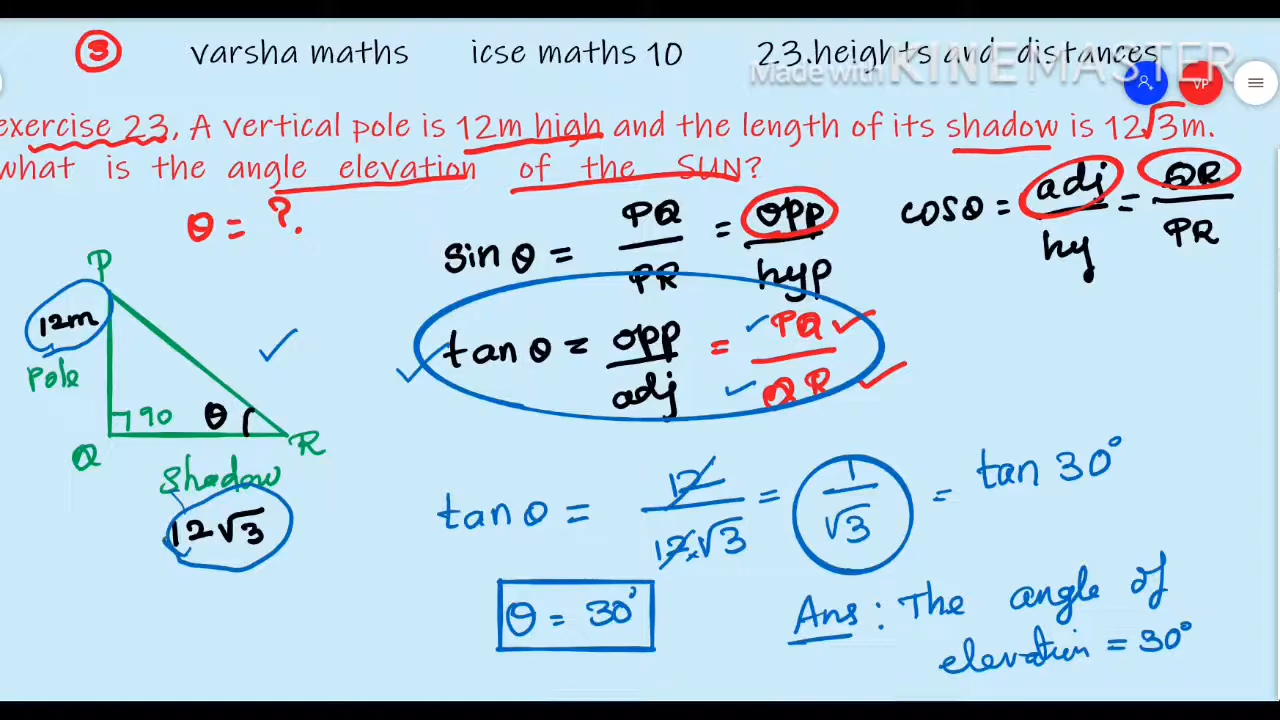 3 varsha maths icse maths 10 23.heights and distances
Made with KINEMASTER
VP
exercise 23, A vertical pole is 12m high and the length of its shadow is 12√3m.
what is the angle elevation of the SUN?
θ = ?
sin θ = PQ/PR = opp/hyp
cos θ = adj/hy = QR/PR
tan θ = opp/adj = PQ/QR
P
12m
Pole
90 θ
Q R
Shadow
12√3
tan θ = 12/12×√3 = 1/√3 = tan 30°
θ = 30°
Ans : The angle of
elevation = 30°